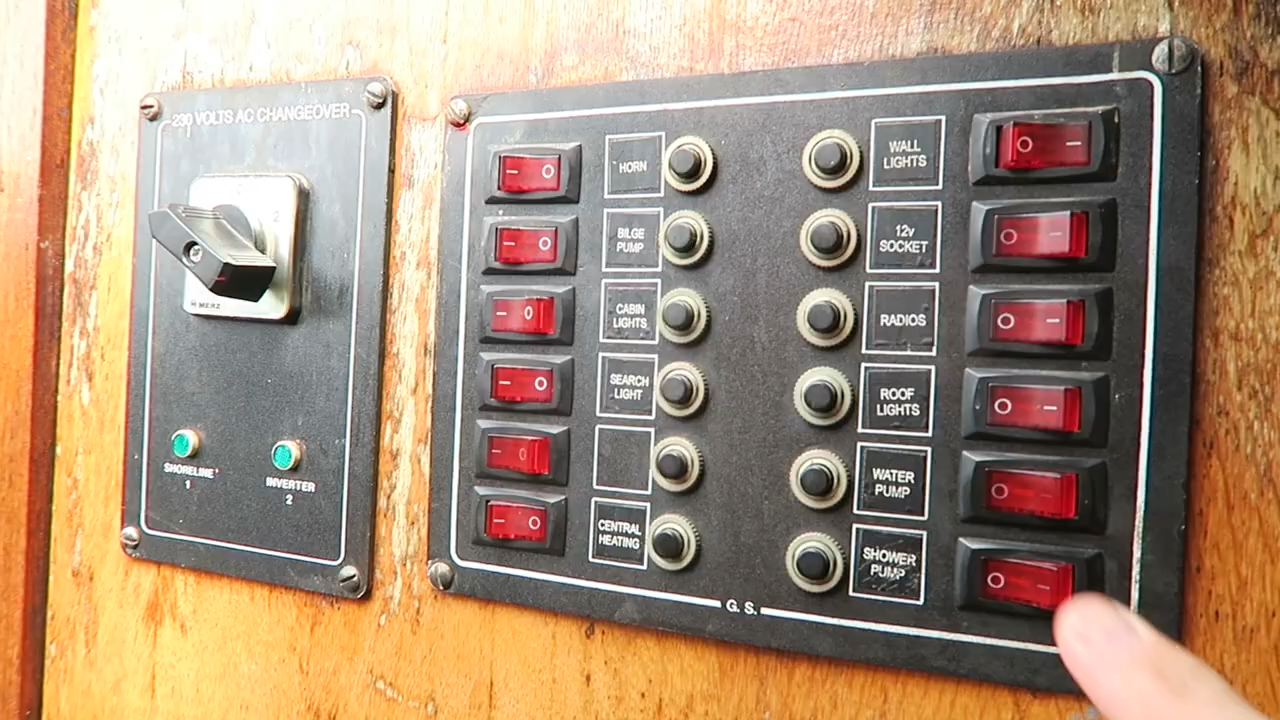 230 VOLTS AC CHANGEOVER
2
MERZ
SHORELINE
1
INVERTER
2
HORN
BILGE
PUMP
CABIN
LIGHTS
SEARCH
LIGHT
CENTRAL
HEATING
WALL
LIGHTS
12v
SOCKET
RADIOS
ROOF
LIGHTS
WATER
PUMP
SHOWER
PUMP
G. S.